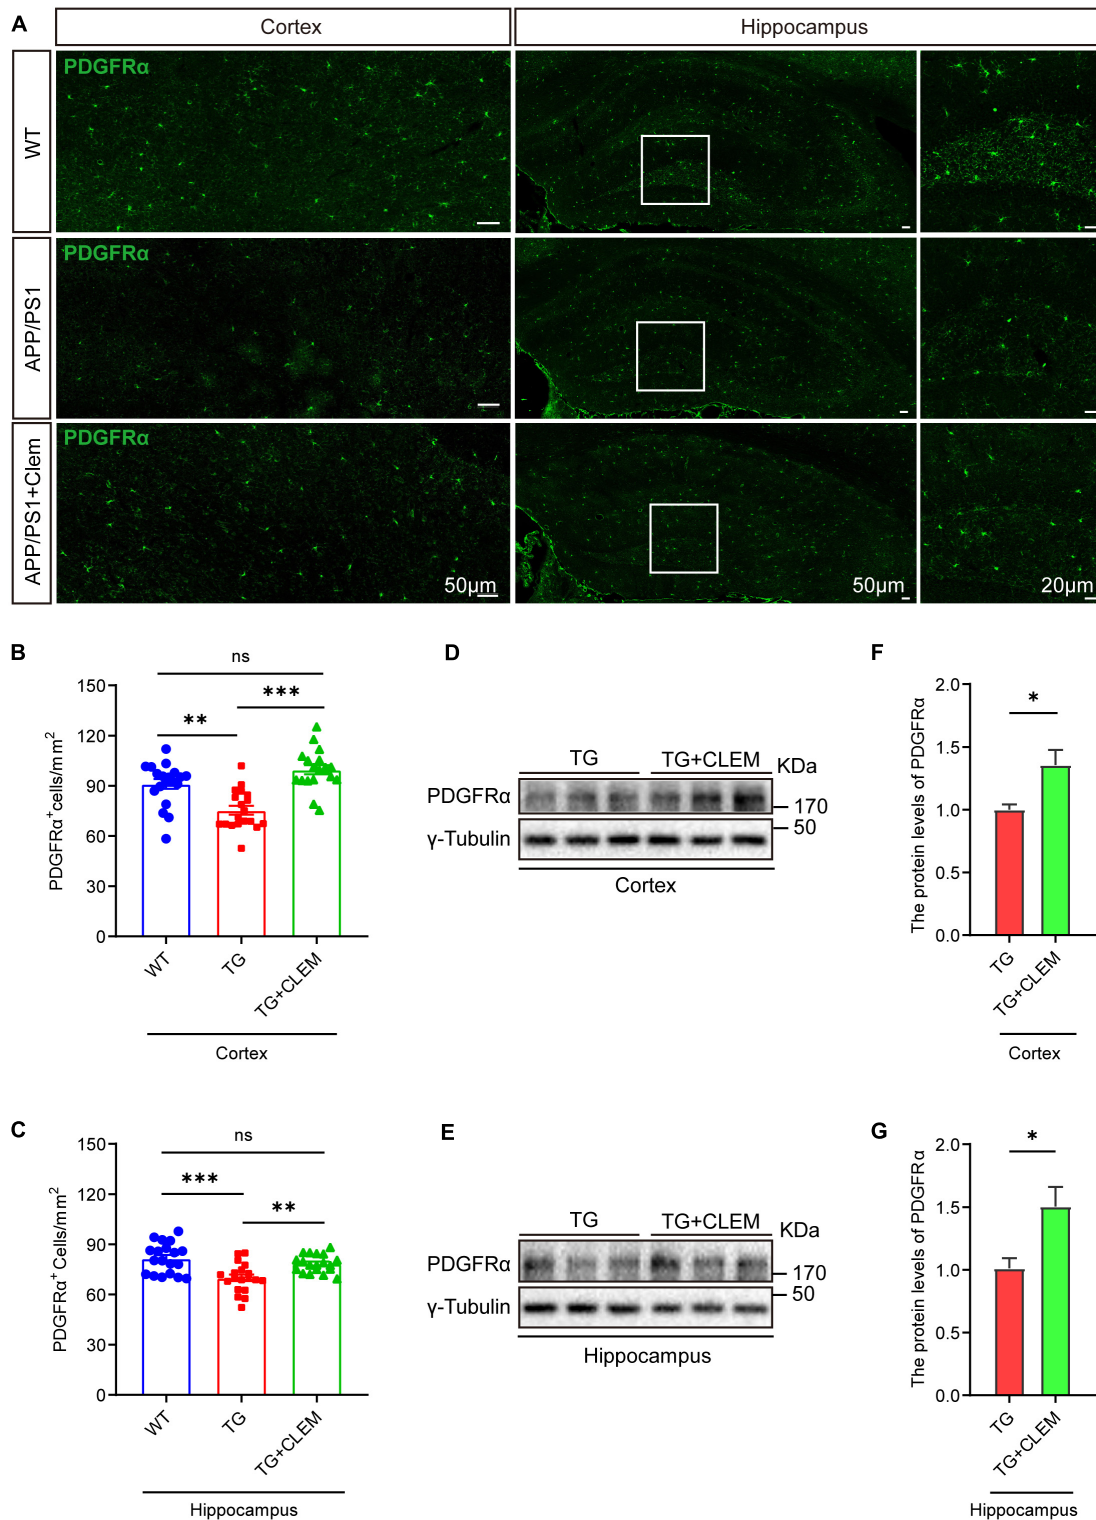 A
Cortex
Hippocampus
WT
PDGFRα
APP/PS1
PDGFRα
APP/PS1+Clem
PDGFRα
50μm
50μm
20μm
B
ns
***
**
150
120
90
60
30
0
PDGFRα+cells/mm2
WT
TG
TG+CLEM
Cortex
D
TG
TG+CLEM
KDa
PDGFRα
170
50
γ-Tubulin
Cortex
F
*
2.0
1.5
1.0
0.5
0.0
The protein levels of PDGFRα
TG
TG+CLEM
Cortex
C
ns
***
**
150
120
90
60
30
0
PDGFRα+ Cells/mm2
WT
TG
TG+CLEM
Hippocampus
E
TG
TG+CLEM
KDa
PDGFRα
170
50
γ-Tubulin
Hippocampus
G
*
2.0
1.5
1.0
0.5
0.0
The protein levels of PDGFRα
TG
TG+CLEM
Hippocampus